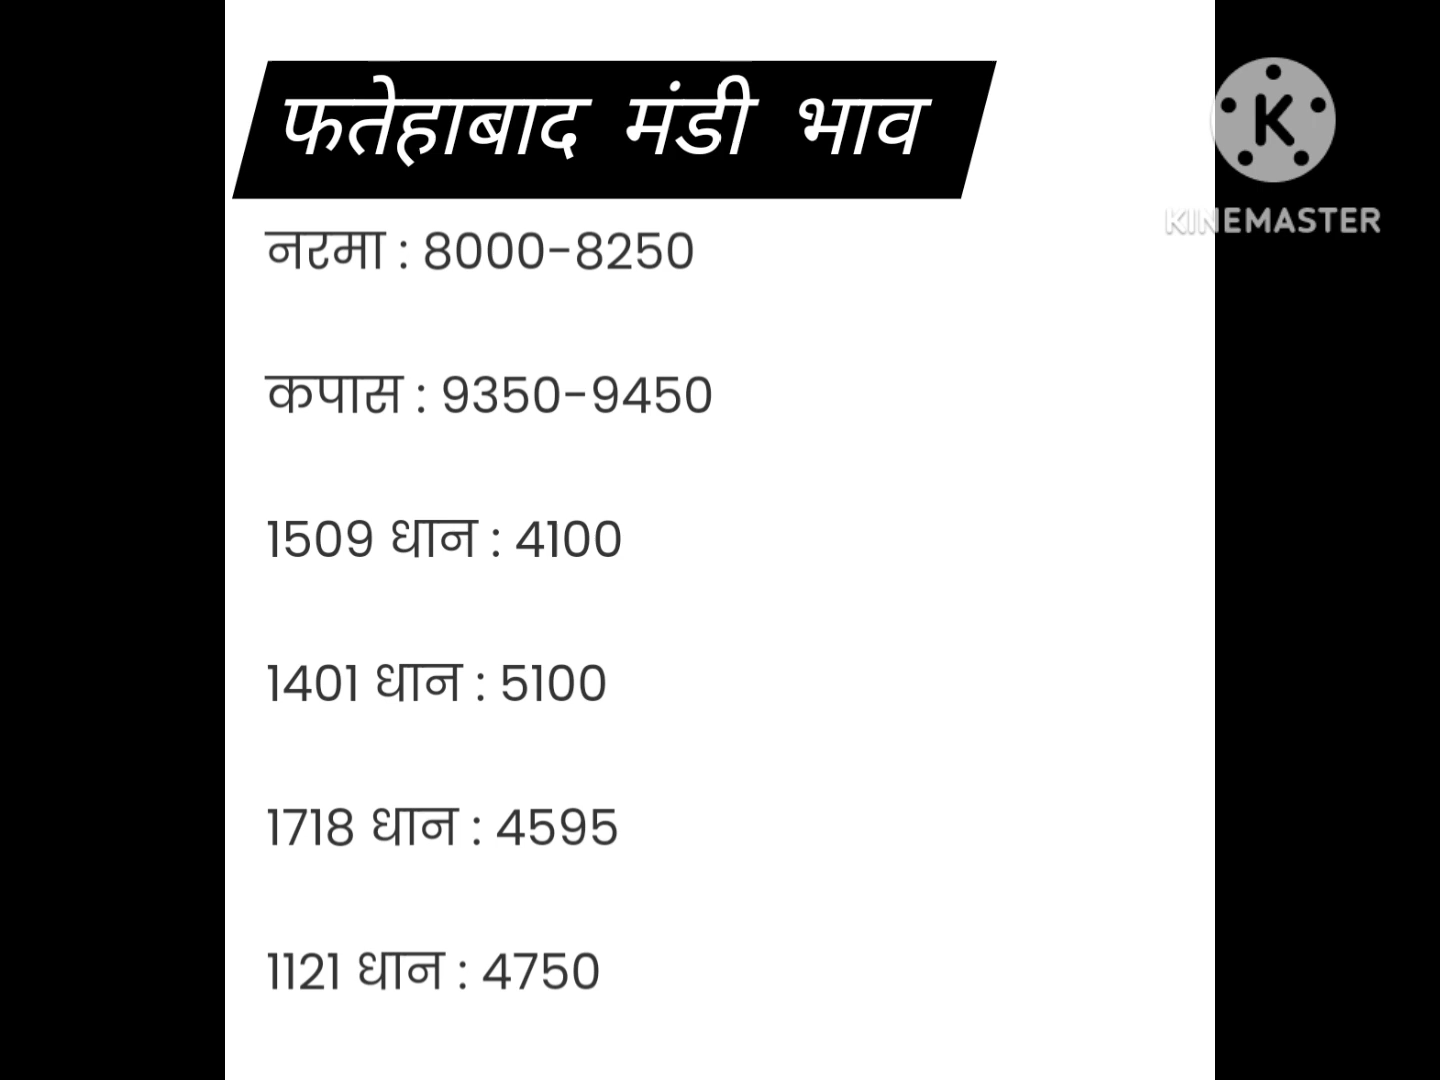 फतेहाबाद मंडी भाव
K
KINEMASTER
नरमा : 8000-8250
कपास : 9350-9450
1509 धान : 4100
1401 धान : 5100
1718 धान : 4595
1121 धान : 4750